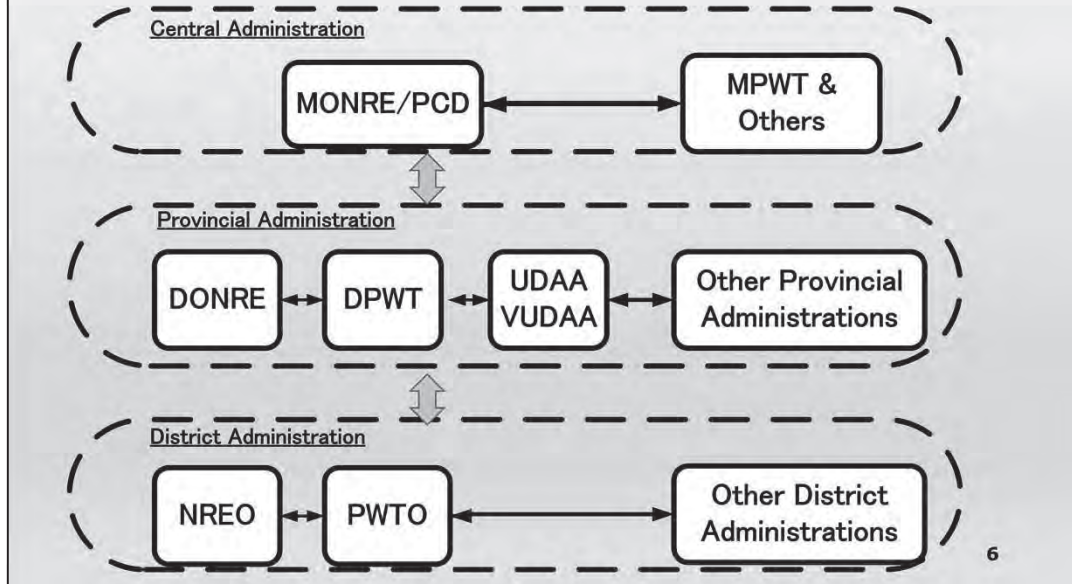 Central Administration
MONRE/PCD
MPWT &
Others
Provincial Administration
DONRE
DPWT
UDAA
VUDAA
Other Provincial
Administrations
District Administration
NREO
PWTO
Other District
Administrations
6